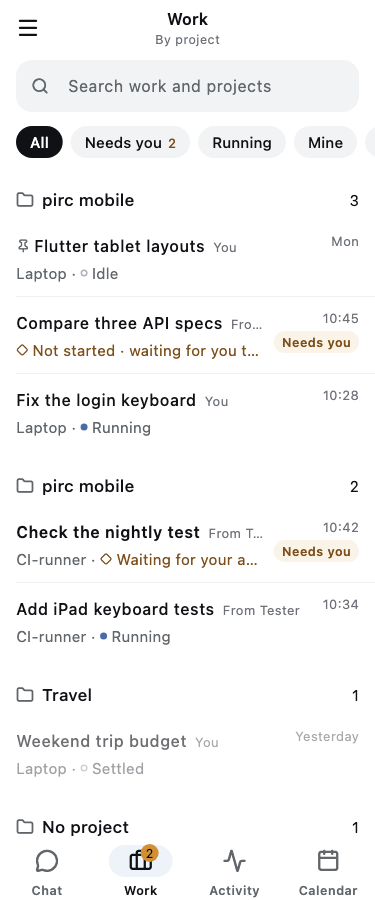 Work
By project
Search work and projects
All Needs you 2 Running Mine
pirc mobile 3
Flutter tablet layouts You Mon
Laptop · Idle
Compare three API specs Fro... 10:45
Not started · waiting for you t... Needs you
Fix the login keyboard You 10:28
Laptop · Running
pirc mobile 2
Check the nightly test From T... 10:42
CI-runner · Waiting for your a... Needs you
Add iPad keyboard tests From Tester 10:34
CI-runner · Running
Travel 1
Weekend trip budget You Yesterday
Laptop · Settled
No project 1
2
Chat Work Activity Calendar